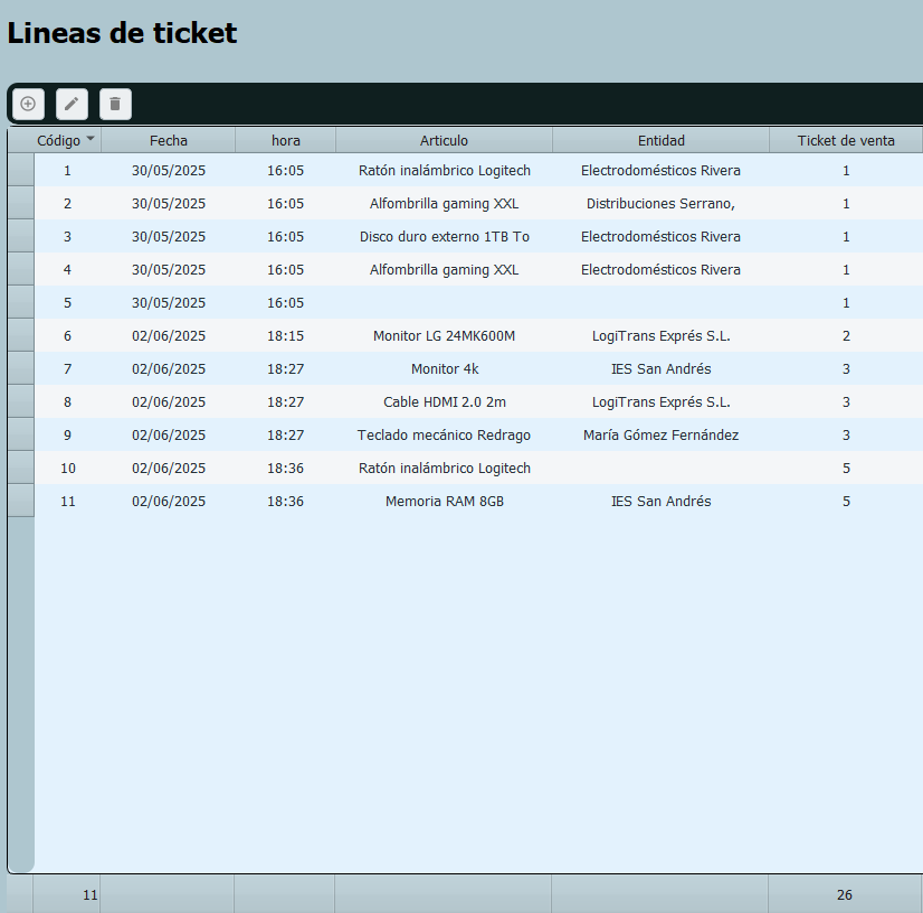 Lineas de ticket
Código Fecha hora Articulo Entidad Ticket de venta
1 30/05/2025 16:05 Ratón inalámbrico Logitech Electrodomésticos Rivera 1
2 30/05/2025 16:05 Alfombrilla gaming XXL Distribuciones Serrano, 1
3 30/05/2025 16:05 Disco duro externo 1TB To Electrodomésticos Rivera 1
4 30/05/2025 16:05 Alfombrilla gaming XXL Electrodomésticos Rivera 1
5 30/05/2025 16:05 1
6 02/06/2025 18:15 Monitor LG 24MK600M LogiTrans Exprés S.L. 2
7 02/06/2025 18:27 Monitor 4k IES San Andrés 3
8 02/06/2025 18:27 Cable HDMI 2.0 2m LogiTrans Exprés S.L. 3
9 02/06/2025 18:27 Teclado mecánico Redrago María Gómez Fernández 3
10 02/06/2025 18:36 Ratón inalámbrico Logitech 5
11 02/06/2025 18:36 Memoria RAM 8GB IES San Andrés 5
11 26